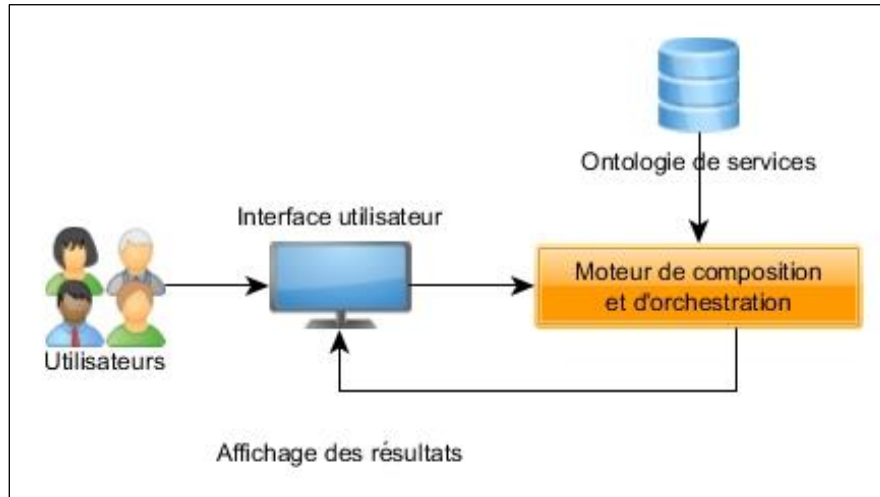 Ontologie de services
Interface utilisateur
Moteur de composition
et d'orchestration
Utilisateurs
Affichage des résultats